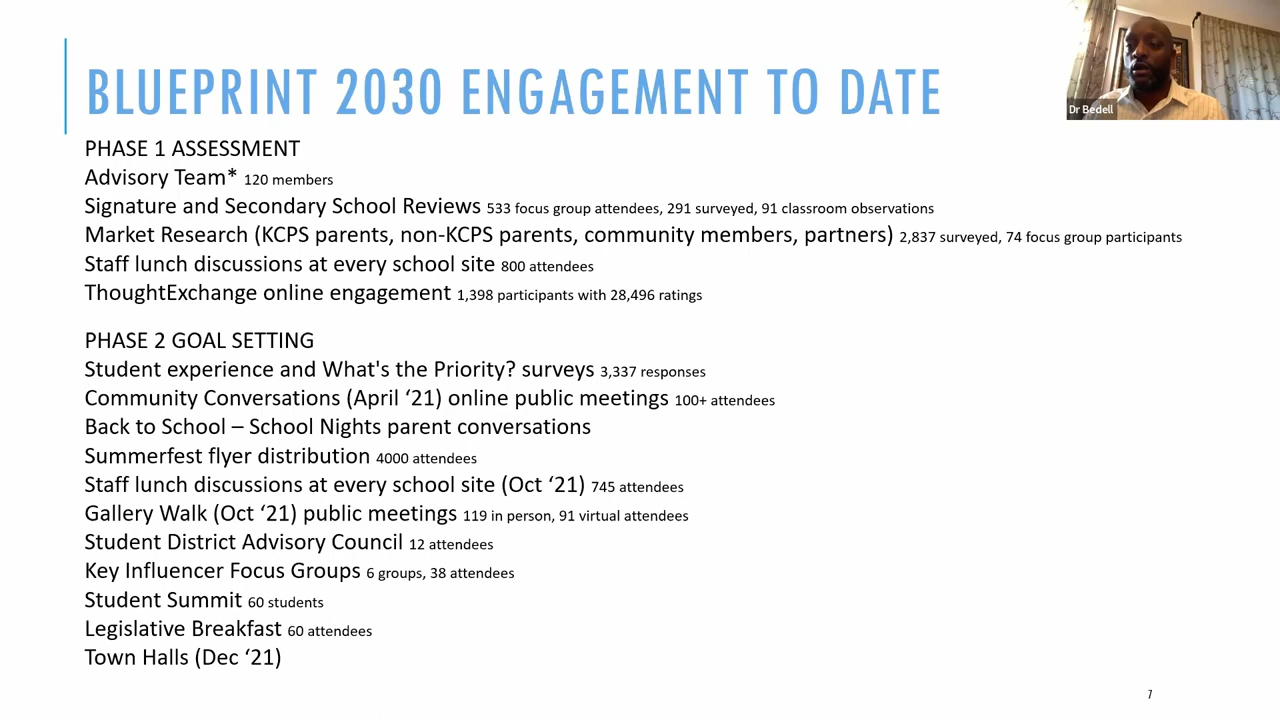 BLUEPRINT 2030 ENGAGEMENT TO DATE
Dr Bedell
PHASE 1 ASSESSMENT
Advisory Team* 120 members
Signature and Secondary School Reviews 533 focus group attendees, 291 surveyed, 91 classroom observations
Market Research (KCPS parents, non-KCPS parents, community members, partners) 2,837 surveyed, 74 focus group participants
Staff lunch discussions at every school site 800 attendees
ThoughtExchange online engagement 1,398 participants with 28,496 ratings
PHASE 2 GOAL SETTING
Student experience and What's the Priority? surveys 3,337 responses
Community Conversations (April ‘21) online public meetings 100+ attendees
Back to School – School Nights parent conversations
Summerfest flyer distribution 4000 attendees
Staff lunch discussions at every school site (Oct ‘21) 745 attendees
Gallery Walk (Oct ‘21) public meetings 119 in person, 91 virtual attendees
Student District Advisory Council 12 attendees
Key Influencer Focus Groups 6 groups, 38 attendees
Student Summit 60 students
Legislative Breakfast 60 attendees
Town Halls (Dec ‘21)
7